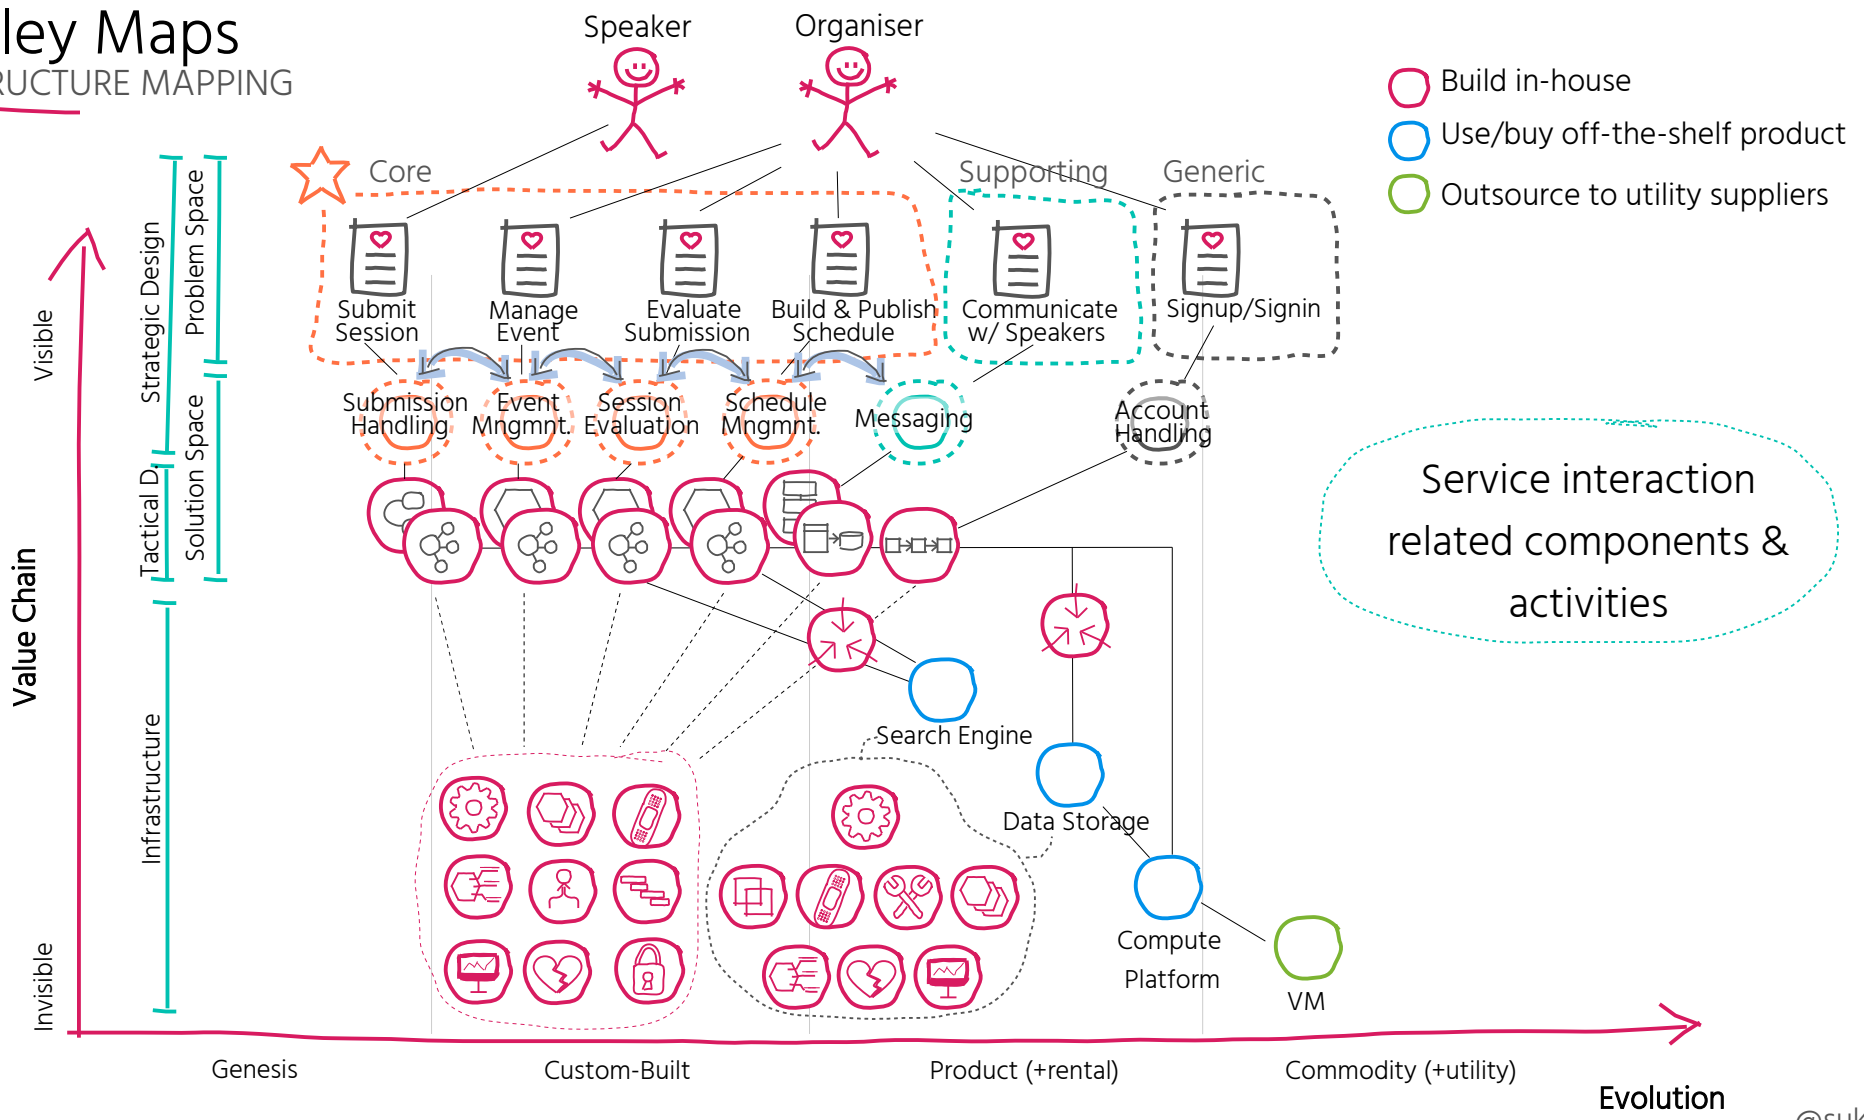 ley Maps
RUCTURE MAPPING
Speaker
Organiser
Build in-house
Use/buy off-the-shelf product
Outsource to utility suppliers
Core
Supporting
Generic
Submit
Session
Manage
Event
Evaluate
Submission
Build & Publish
Schedule
Communicate
w/ Speakers
Signup/Signin
Submission
Handling
Event
Mngmnt.
Session
Evaluation
Schedule
Mngmnt.
Messaging
Account
Handling
Service interaction
related components &
activities
Visible
Value Chain
Invisible
Strategic Design
Problem Space
Tactical D.
Solution Space
Infrastructure
Search Engine
Data Storage
Compute
Platform
VM
Genesis
Custom-Built
Product (+rental)
Commodity (+utility)
Evolution